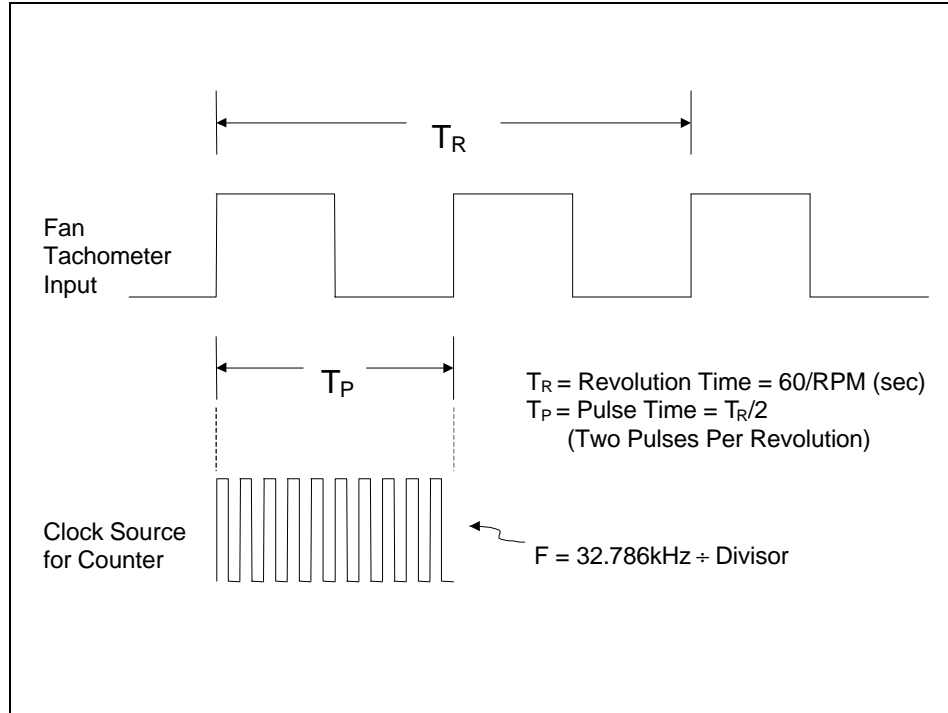 TR
Fan
Tachometer
Input
TP
TR = Revolution Time = 60/RPM (sec)
TP = Pulse Time = TR/2
(Two Pulses Per Revolution)
Clock Source
for Counter
F = 32.786kHz ÷ Divisor